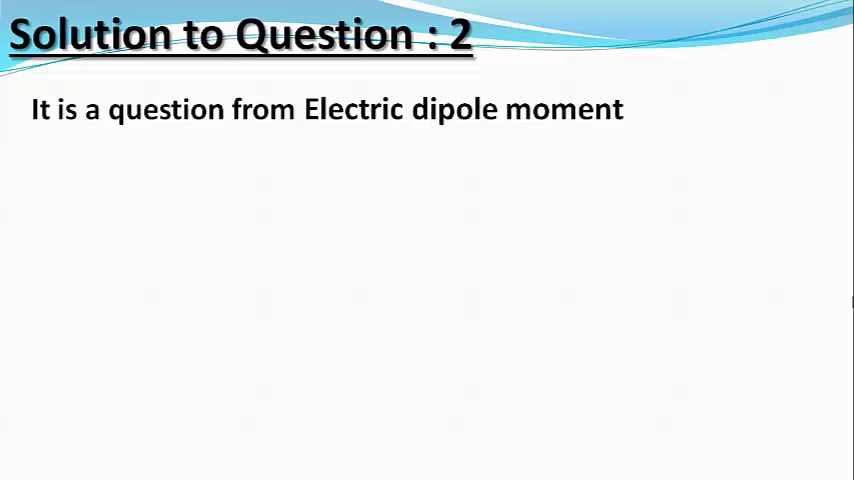 Solution to Question : 2
It is a question from Electric dipole moment